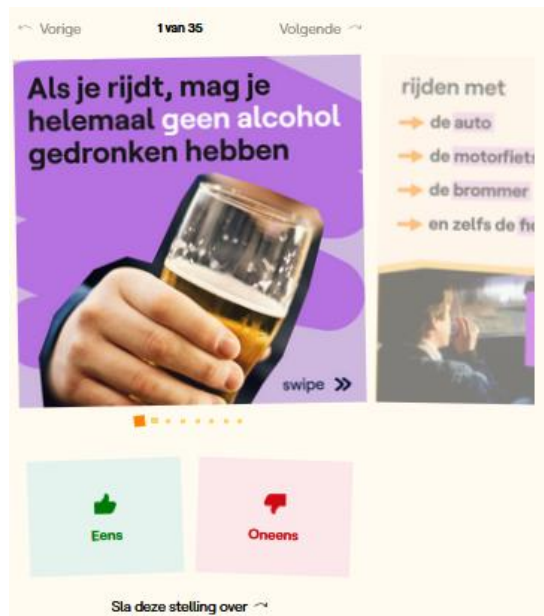 Vorige
1 van 35
Volgende
Als je rijdt, mag je
helemaal geen alcohol
gedronken hebben
swipe
rijden met
de auto
de motorfiets
de brommer
en zelfs de
Eens
Oneens
Sla deze stelling over